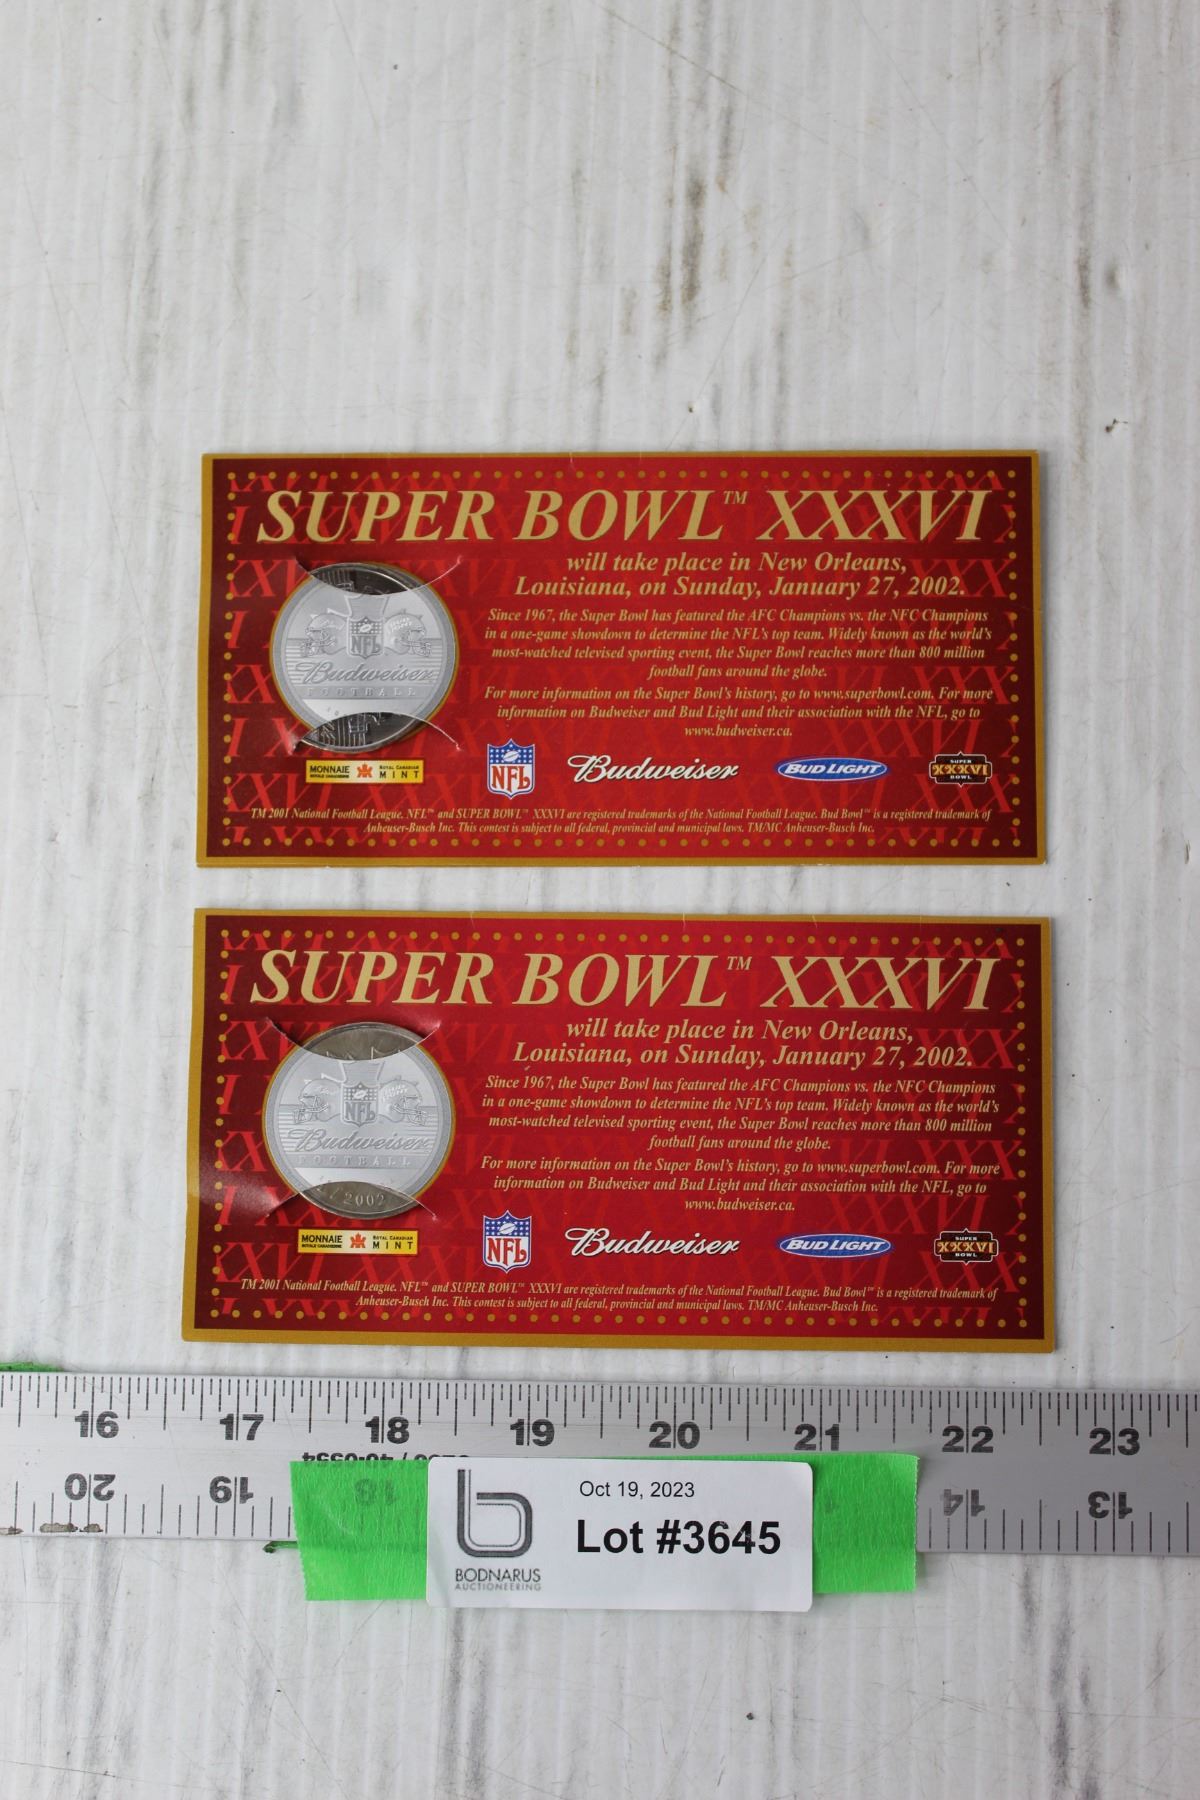 SUPER BOWL™ XXXVI
will take place in New Orleans,
Louisiana, on Sunday, January 27, 2002.
Since 1967, the Super Bowl has featured the AFC Champions vs. the NFC Champions
in a one-game showdown to determine the NFL's top team. Widely known as the world's
most-watched televised sporting event, the Super Bowl reaches more than 800 million
football fans around the globe.
For more information on the Super Bowl's history, go to www.superbowl.com. For more
information on Budweiser and Bud Light and their association with the NFL, go to
www.budweiser.ca.
NFL
Budweiser
FOOTBALL
MONNAIE ROYAL CANADIAN
ROYALE CANADIENNE MINT
NFL
Budweiser
BUD LIGHT
SUPER
XXXVI
BOWL
TM 2001 National Football League. NFL™ and SUPER BOWL™ XXXVI are registered trademarks of the National Football League. Bud Bowl™ is a registered trademark of
Anheuser-Busch Inc. This contest is subject to all federal, provincial and municipal laws. TM/MC Anheuser-Busch Inc.
SUPER BOWL™ XXXVI
will take place in New Orleans,
Louisiana, on Sunday, January 27, 2002.
Since 1967, the Super Bowl has featured the AFC Champions vs. the NFC Champions
in a one-game showdown to determine the NFL's top team. Widely known as the world's
most-watched televised sporting event, the Super Bowl reaches more than 800 million
football fans around the globe.
For more information on the Super Bowl's history, go to www.superbowl.com. For more
information on Budweiser and Bud Light and their association with the NFL, go to
www.budweiser.ca.
NFL
Budweiser
FOOTBALL
2002
MONNAIE ROYAL CANADIAN
ROYALE CANADIENNE MINT
NFL
Budweiser
BUD LIGHT
SUPER
XXXVI
BOWL
TM 2001 National Football League. NFL™ and SUPER BOWL™ XXXVI are registered trademarks of the National Football League. Bud Bowl™ is a registered trademark of
Anheuser-Busch Inc. This contest is subject to all federal, provincial and municipal laws. TM/MC Anheuser-Busch Inc.
16 17 18 19 20 21 22 23
20 19 18 14 13
Oct 19, 2023
Lot #3645
BODNARUS
AUCTIONEERING